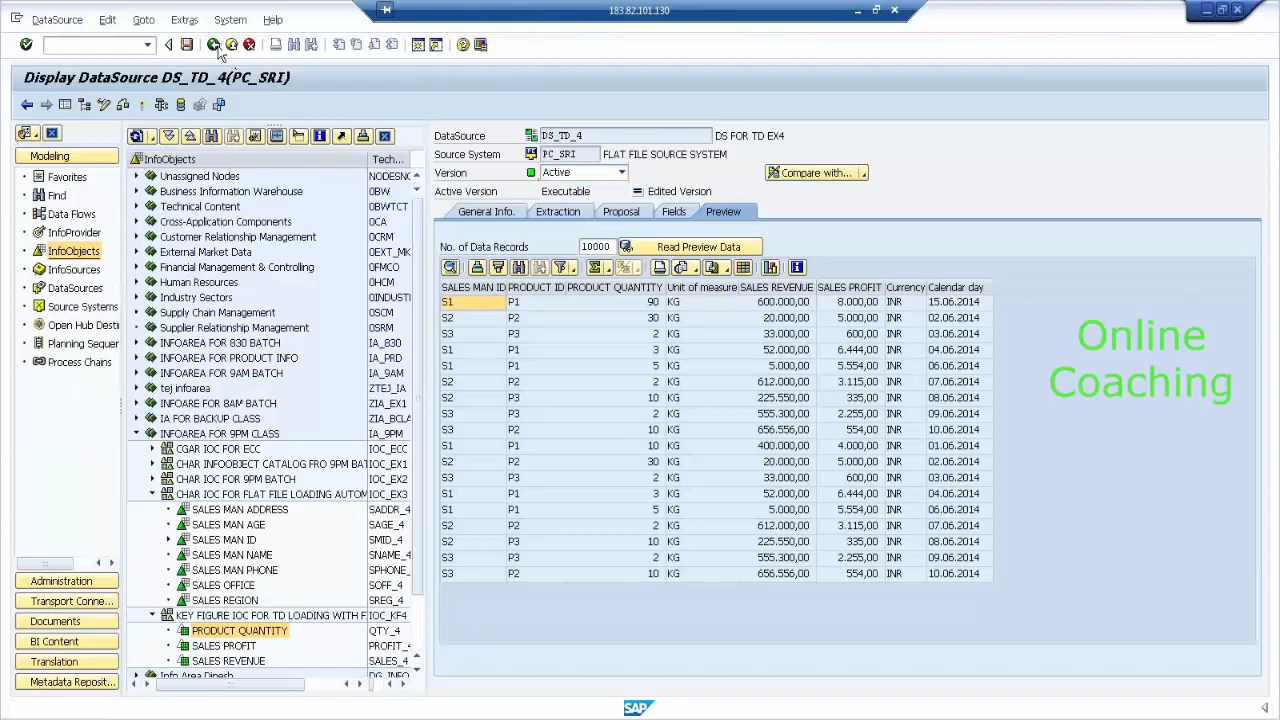 183.82.101.130
DataSource Edit Goto Extras System Help
Display DataSource DS_TD_4(PC_SRI)
Modeling
Favorites
Find
Data Flows
InfoProvider
InfoObjects
InfoSources
DataSources
Source Systems
Open Hub Desti
Planning Sequer
Process Chains
Administration
Transport Conne...
Documents
BI Content
Translation
Metadata Reposit...
InfoObjects Tech...
Unassigned Nodes NODESNO
Business Information Warehouse 0BW
Technical Content 0BWTCT
Cross-Application Components 0CA
Customer Relationship Management 0CRM
External Market Data 0EXT_MK
Financial Management & Controlling 0FMCO
Human Resources 0HCM
Industry Sectors 0INDUST
Supply Chain Management 0SCM
Supplier Relationship Management 0SRM
INFOAREA FOR 830 BATCH IA_830
INFOAREA FOR PRODUCT INFO IA_PRD
INFOAREA FOR 9AM BATCH IA_9AM
tej infoarea ZTEJ_IA
INFOARE FOR 8AM BATCH ZIA_EX1
IA FOR BACKUP CLASS ZIA_BCLA
INFOAREA FOR 9PM CLASS IA_9PM
CGAR IOC FOR ECC IOC_ECC
CHAR INFOOBJECT CATALOG FRO 9PM BAT IOC_EX1
CHAR IOC FOR 9PM BATCH IOC_EX2
CHAR IOC FOR FLAT FILE LOADING AUTOM IOC_EX3
SALES MAN ADDRESS SADDR_4
SALES MAN AGE SAGE_4
SALES MAN ID SMID_4
SALES MAN NAME SNAME_4
SALES MAN PHONE SPHONE_
SALES OFFICE SOFF_4
SALES REGION SREG_4
KEY FIGURE IOC FOR TD LOADING WITH F IOC_KF4
PRODUCT QUANTITY QTY_4
SALES PROFIT PROFIT_4
SALES REVENUE SALES_4
Info Area Dinesh DG_INFO
DataSource DS_TD_4 DS FOR TD EX4
Source System PC_SRI FLAT FILE SOURCE SYSTEM
Version Active Compare with...
Active Version Executable Edited Version
General Info. Extraction Proposal Fields Preview
No. of Data Records 10000 Read Preview Data
SALES MAN ID PRODUCT ID PRODUCT QUANTITY Unit of measure SALES REVENUE SALES PROFIT Currency Calendar day
S1 P1 90 KG 600.000,00 8.000,00 INR 15.06.2014
S2 P2 30 KG 20.000,00 5.000,00 INR 02.06.2014
S3 P3 2 KG 33.000,00 600,00 INR 03.06.2014
S1 P1 3 KG 52.000,00 6.444,00 INR 04.06.2014
S1 P1 5 KG 5.000,00 5.554,00 INR 06.06.2014
S2 P2 2 KG 612.000,00 3.115,00 INR 07.06.2014
S2 P3 10 KG 225.550,00 335,00 INR 08.06.2014
S3 P3 2 KG 555.300,00 2.255,00 INR 09.06.2014
S3 P2 10 KG 656.556,00 554,00 INR 10.06.2014
S1 P1 10 KG 400.000,00 4.000,00 INR 01.06.2014
S2 P2 30 KG 20.000,00 5.000,00 INR 02.06.2014
S3 P3 2 KG 33.000,00 600,00 INR 03.06.2014
S1 P1 3 KG 52.000,00 6.444,00 INR 04.06.2014
S1 P1 5 KG 5.000,00 5.554,00 INR 06.06.2014
S2 P2 2 KG 612.000,00 3.115,00 INR 07.06.2014
S2 P3 10 KG 225.550,00 335,00 INR 08.06.2014
S3 P3 2 KG 555.300,00 2.255,00 INR 09.06.2014
S3 P2 10 KG 656.556,00 554,00 INR 10.06.2014
Online
Coaching
SAP